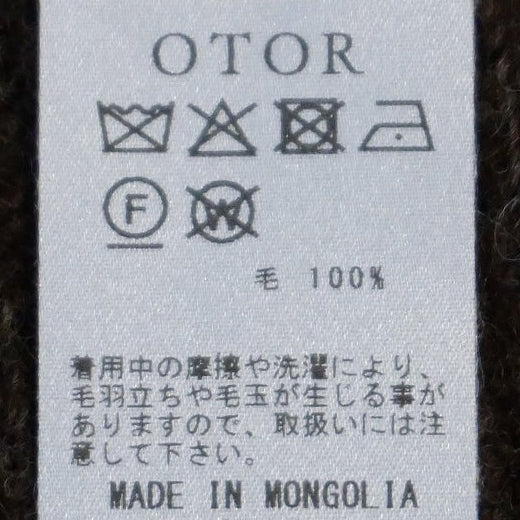 OTOR
F W
毛 100%
着用中の摩擦や洗濯により、
毛羽立ちや毛玉が生じる事が
ありますので、取扱いには注
意して下さい。
MADE IN MONGOLIA